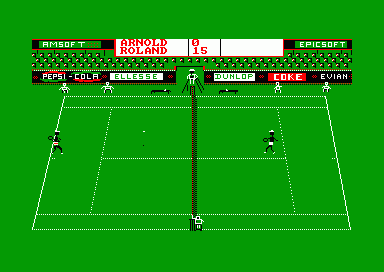 AMSOFT ARNOLD 0 EPICSOFT
ROLAND 15
PEPSI-COLA ELLESSE DUNLOP COKE EVIAN